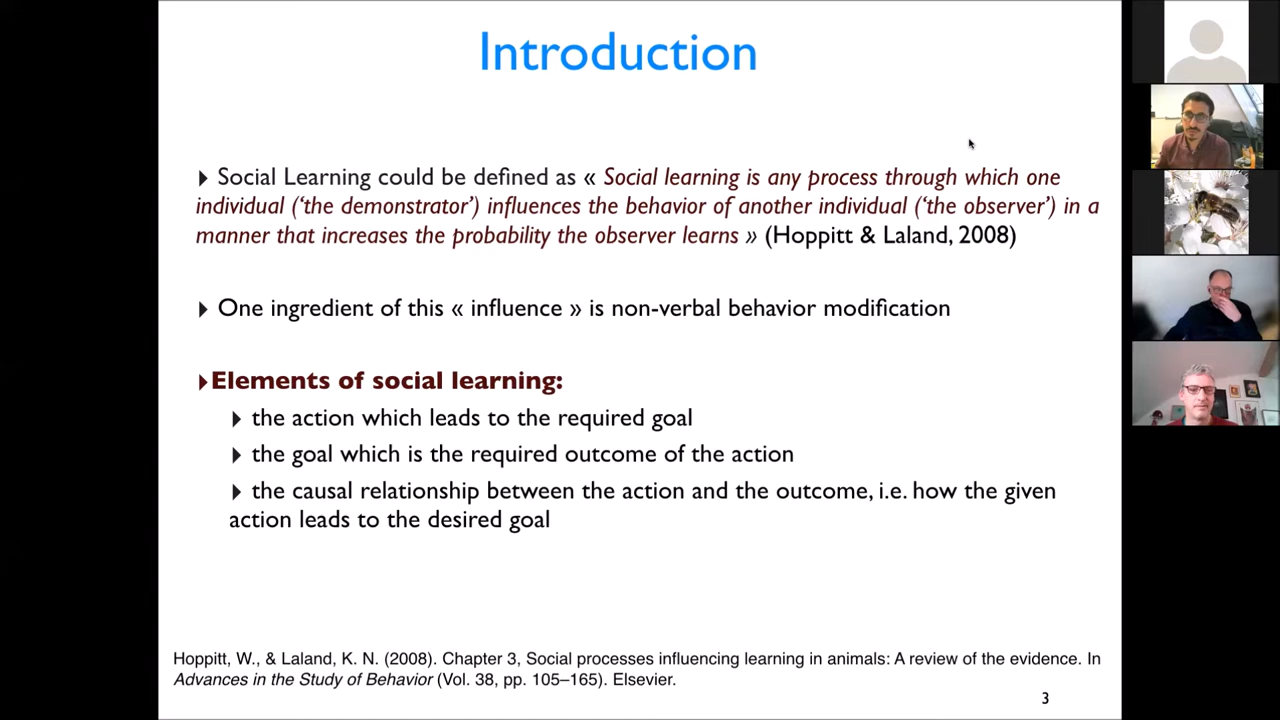 Introduction
‣ Social Learning could be defined as « Social learning is any process through which one
individual (‘the demonstrator’) influences the behavior of another individual (‘the observer’) in a
manner that increases the probability the observer learns » (Hoppitt & Laland, 2008)
‣ One ingredient of this « influence » is non-verbal behavior modification
‣Elements of social learning:
‣ the action which leads to the required goal
‣ the goal which is the required outcome of the action
‣ the causal relationship between the action and the outcome, i.e. how the given
action leads to the desired goal
Hoppitt, W., & Laland, K. N. (2008). Chapter 3, Social processes influencing learning in animals: A review of the evidence. In
Advances in the Study of Behavior (Vol. 38, pp. 105–165). Elsevier.
3